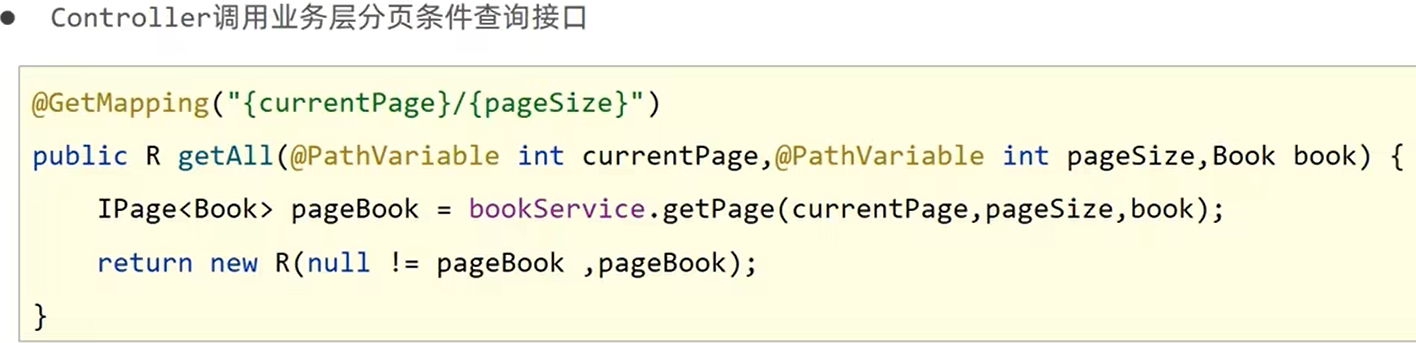 ● Controller调用业务层分页条件查询接口
@GetMapping("{currentPage}/{pageSize}")
public R getAll(@PathVariable int currentPage,@PathVariable int pageSize,Book book) {
    IPage<Book> pageBook = bookService.getPage(currentPage,pageSize,book);
    return new R(null != pageBook ,pageBook);
}